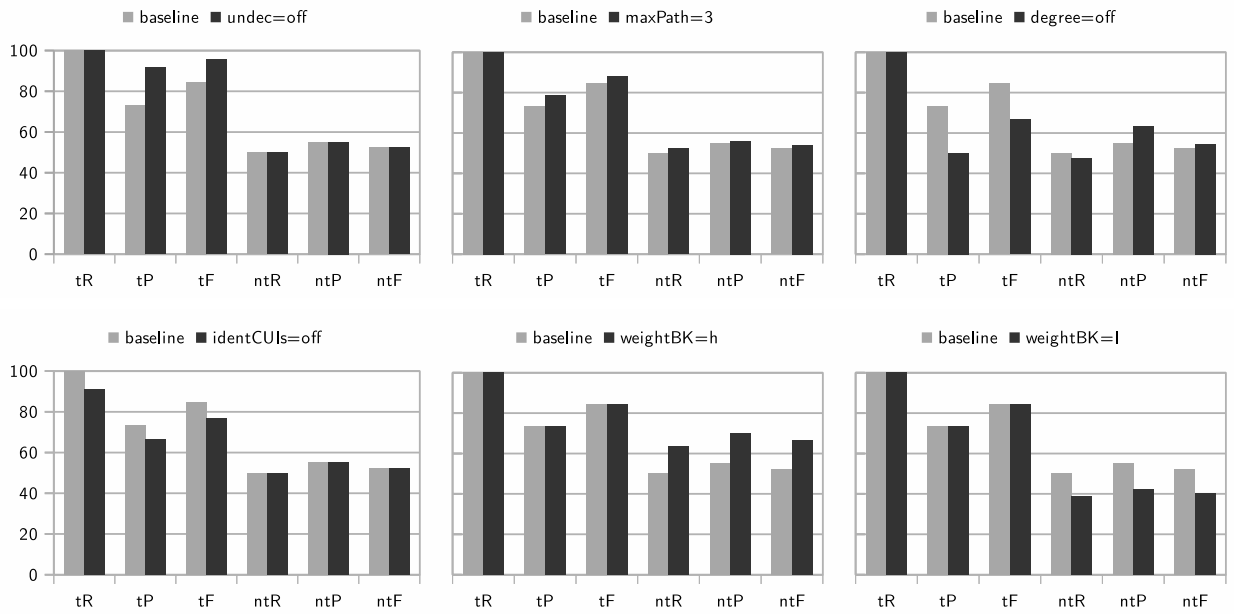 baseline undec=off
baseline maxPath=3
baseline degree=off
100
80
60
40
20
0
tR tP tF ntR ntP ntF
tR tP tF ntR ntP ntF
tR tP tF ntR ntP ntF
baseline identCUIs=off
baseline weightBK=h
baseline weightBK=l
100
80
60
40
20
0
tR tP tF ntR ntP ntF
tR tP tF ntR ntP ntF
tR tP tF ntR ntP ntF